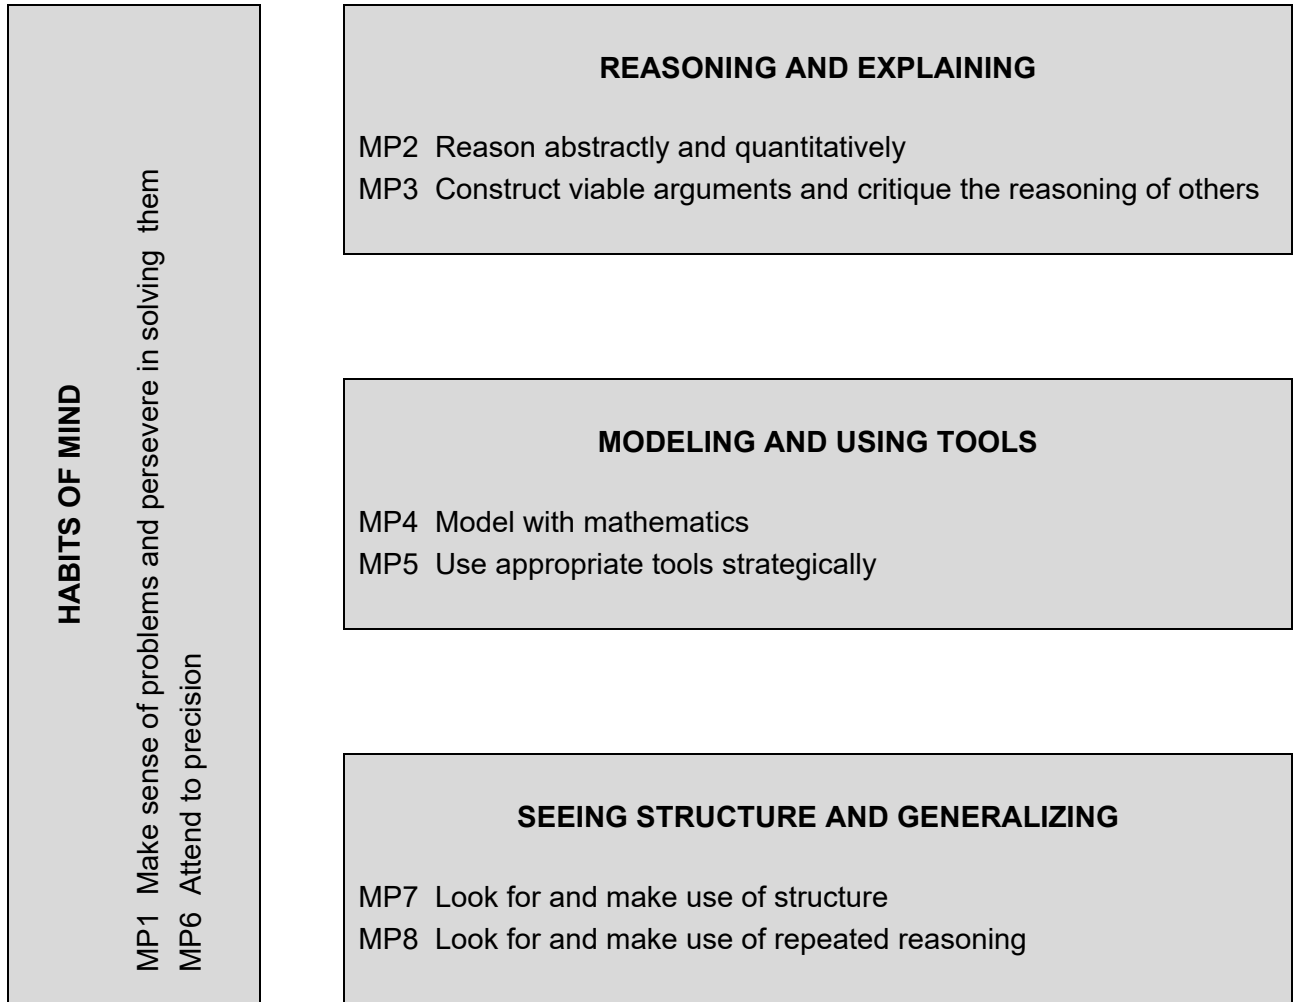 HABITS OF MIND
MP1 Make sense of problems and persevere in solving them
MP6 Attend to precision
REASONING AND EXPLAINING
MP2 Reason abstractly and quantitatively
MP3 Construct viable arguments and critique the reasoning of others
MODELING AND USING TOOLS
MP4 Model with mathematics
MP5 Use appropriate tools strategically
SEEING STRUCTURE AND GENERALIZING
MP7 Look for and make use of structure
MP8 Look for and make use of repeated reasoning